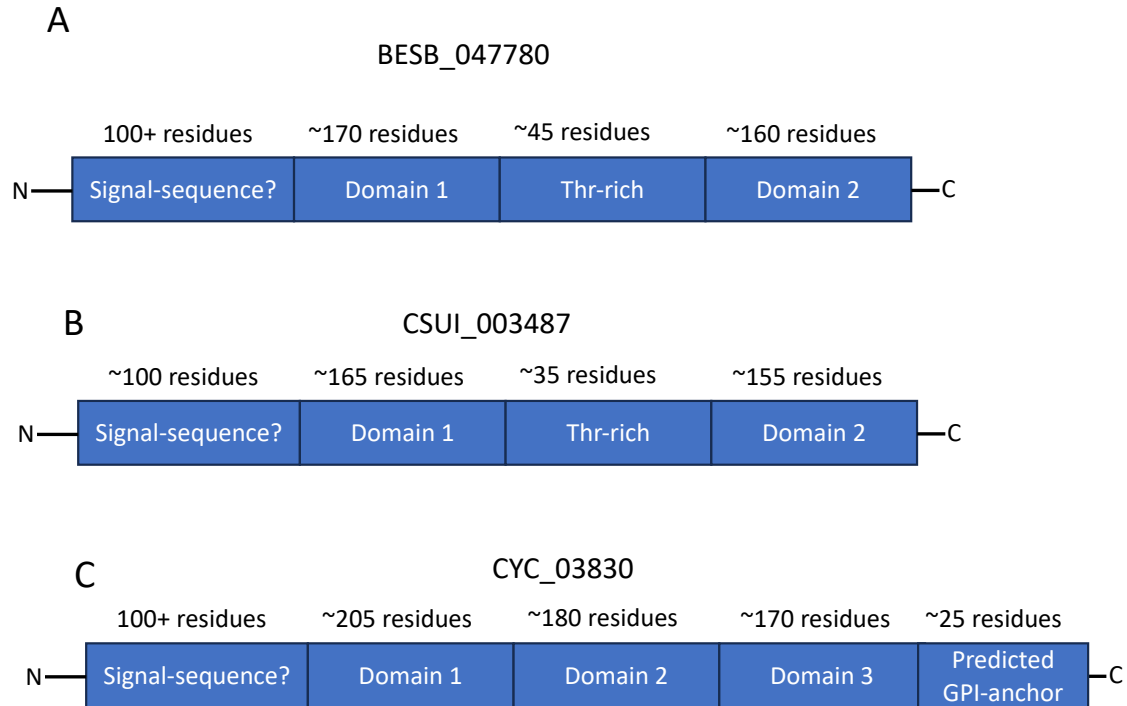 A
BESB_047780
100+ residues ~170 residues ~45 residues ~160 residues
N Signal-sequence? Domain 1 Thr-rich Domain 2 C
B
CSUI_003487
~100 residues ~165 residues ~35 residues ~155 residues
N Signal-sequence? Domain 1 Thr-rich Domain 2 C
C
CYC_03830
100+ residues ~205 residues ~180 residues ~170 residues ~25 residues
N Signal-sequence? Domain 1 Domain 2 Domain 3 Predicted GPI-anchor C